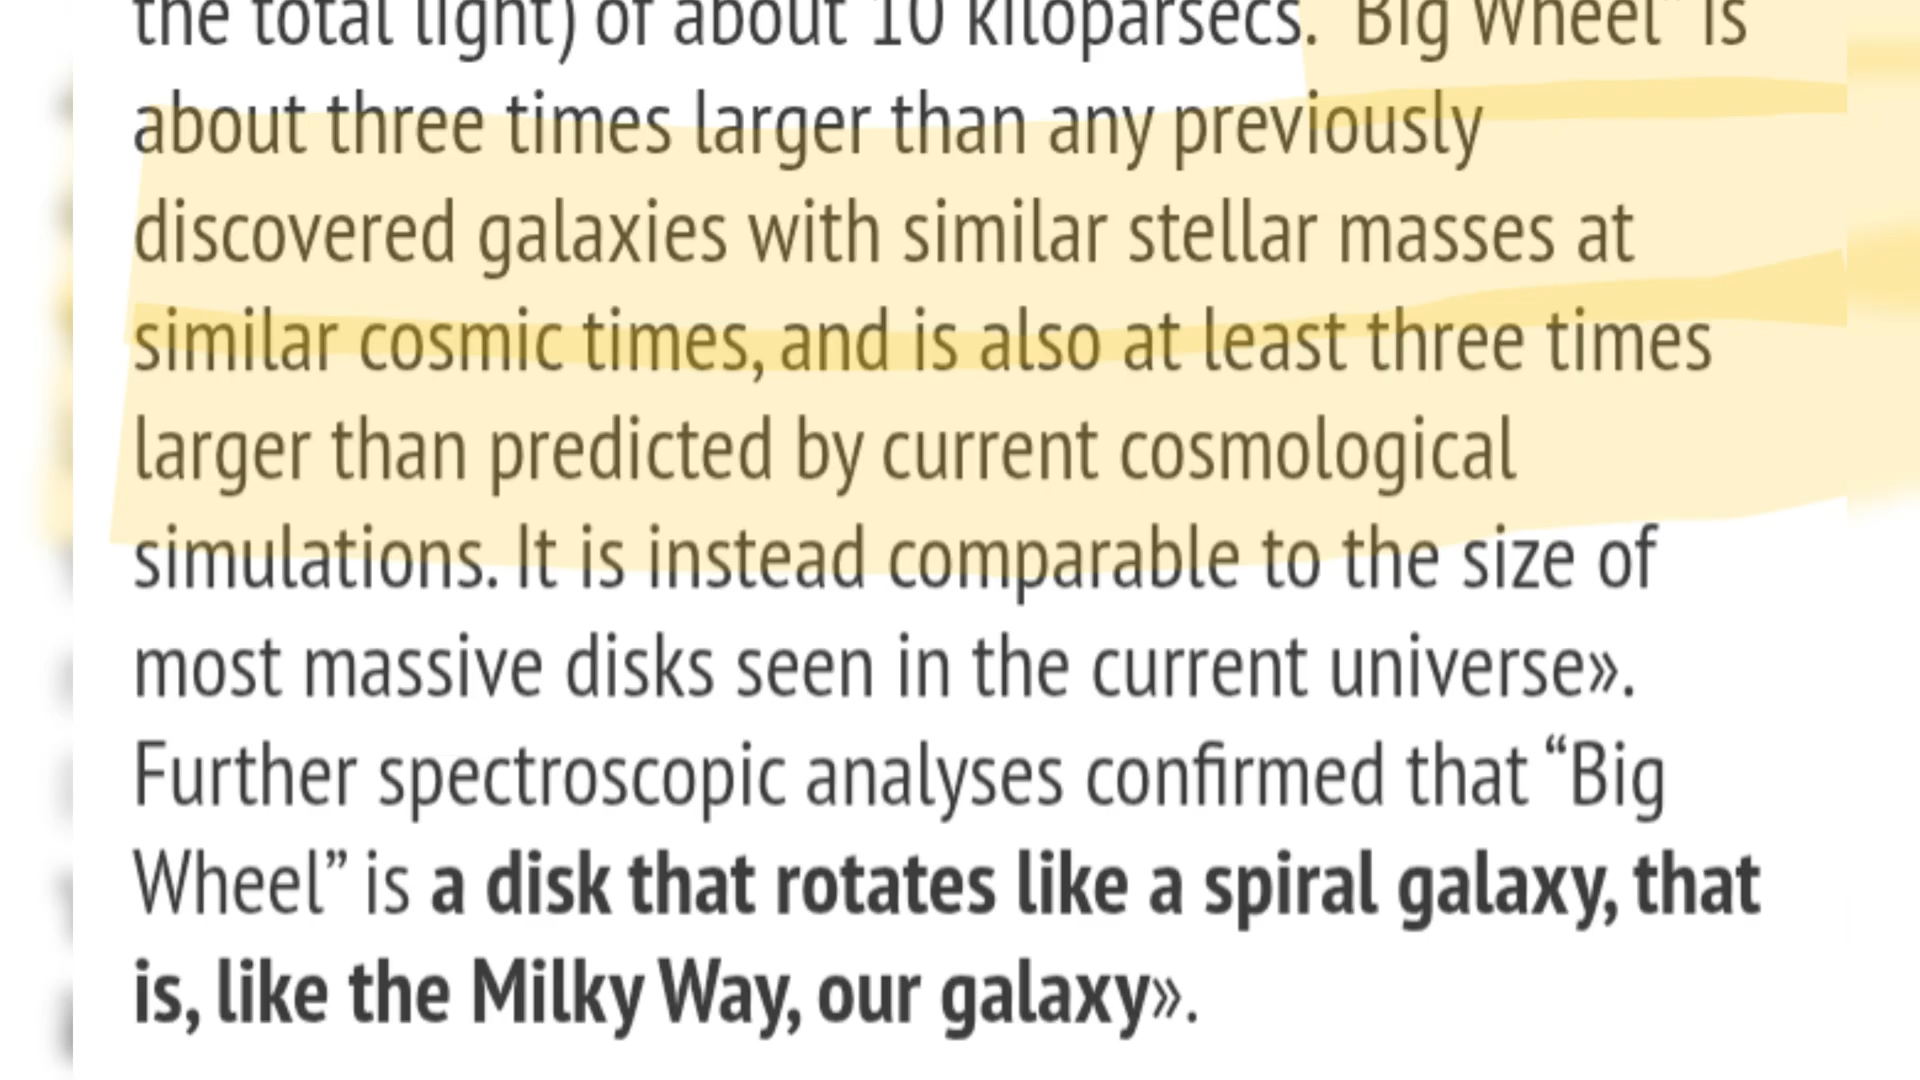 the total light) of about 10 kiloparsecs. "Big Wheel" is
about three times larger than any previously
discovered galaxies with similar stellar masses at
similar cosmic times, and is also at least three times
larger than predicted by current cosmological
simulations. It is instead comparable to the size of
most massive disks seen in the current universe».
Further spectroscopic analyses confirmed that “Big
Wheel” is a disk that rotates like a spiral galaxy, that
is, like the Milky Way, our galaxy».